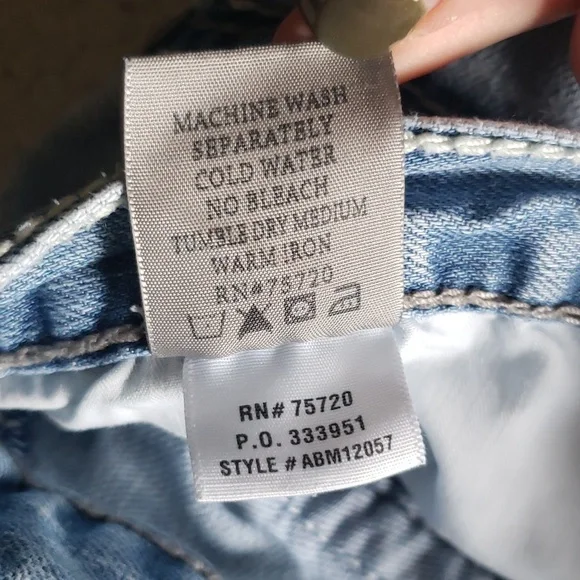 MACHINE WASH
SEPARATELY
COLD WATER
NO BLEACH
TUMBLE DRY MEDIUM
WARM IRON
RN#75720
RN# 75720
P.O. 333951
STYLE # ABM12057